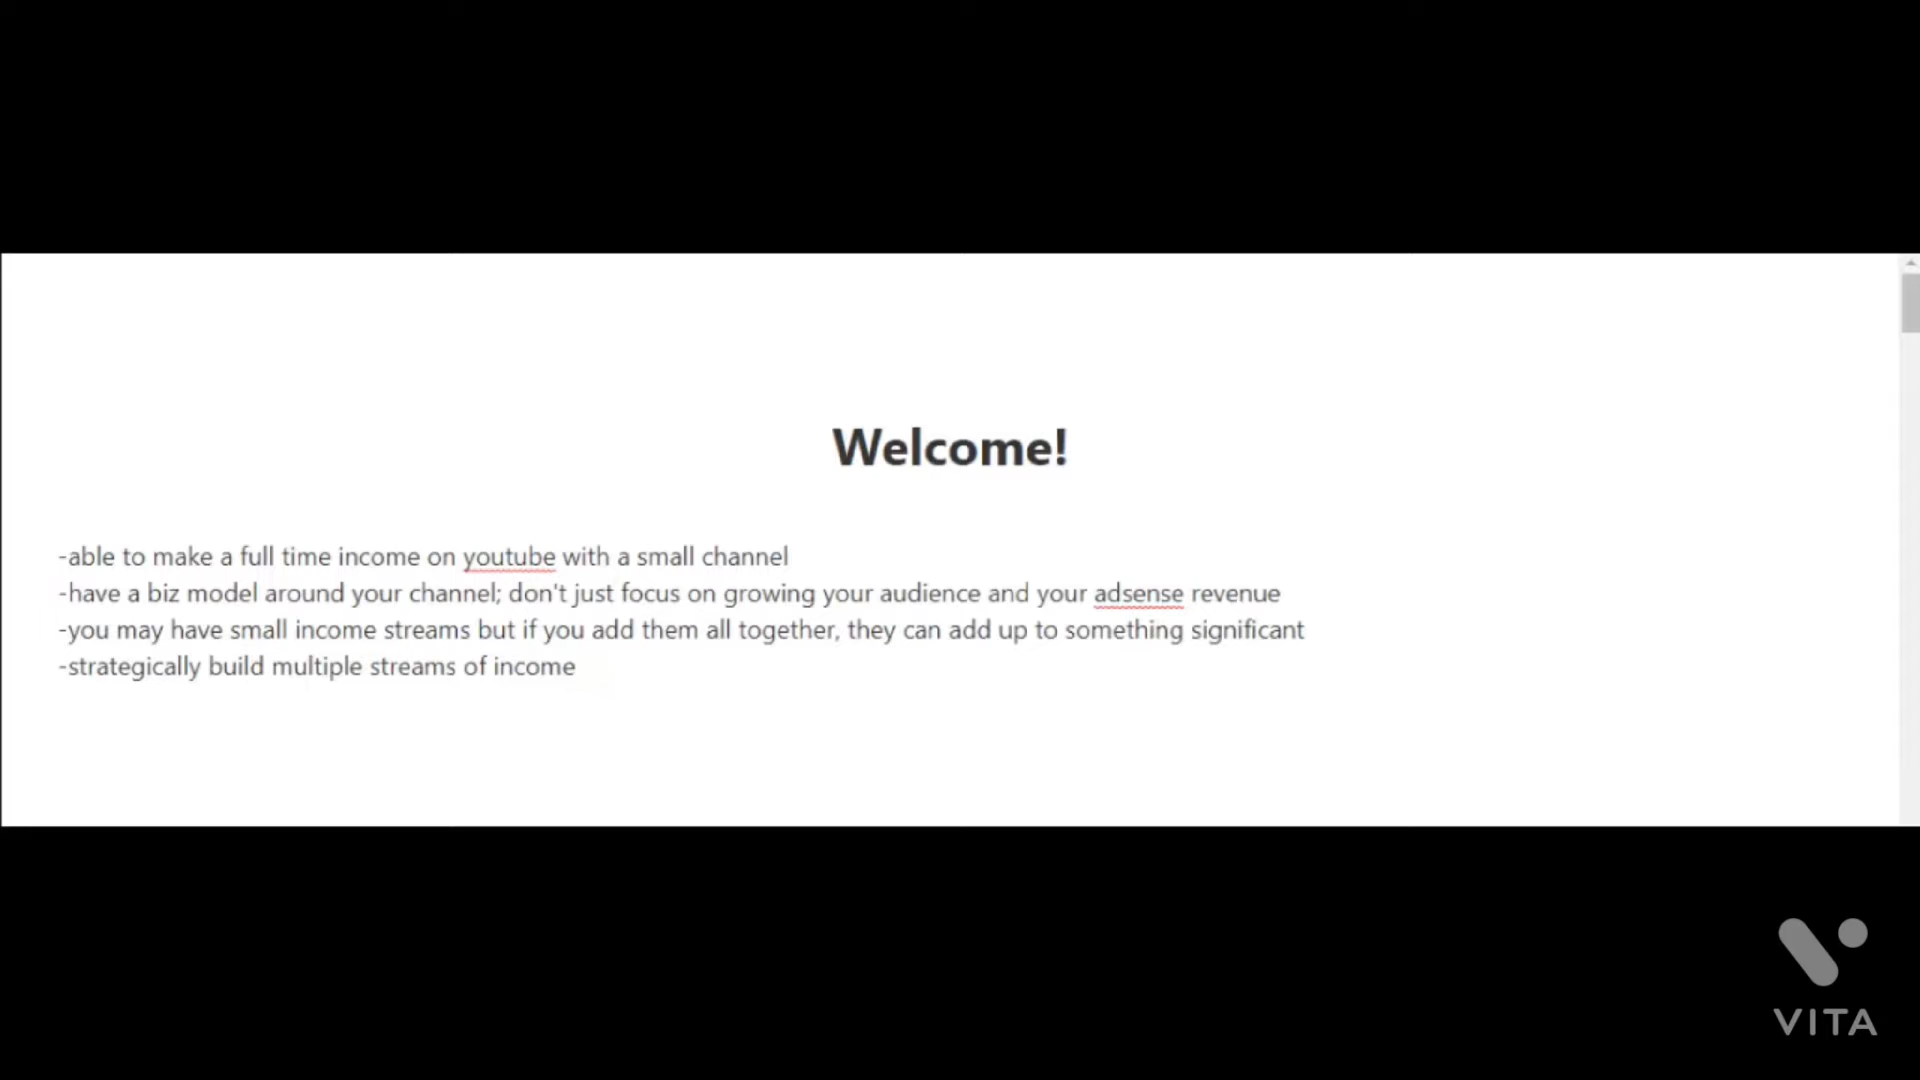 Welcome!
-able to make a full time income on youtube with a small channel
-have a biz model around your channel; don't just focus on growing your audience and your adsense revenue
-you may have small income streams but if you add them all together, they can add up to something significant
-strategically build multiple streams of income
VITA